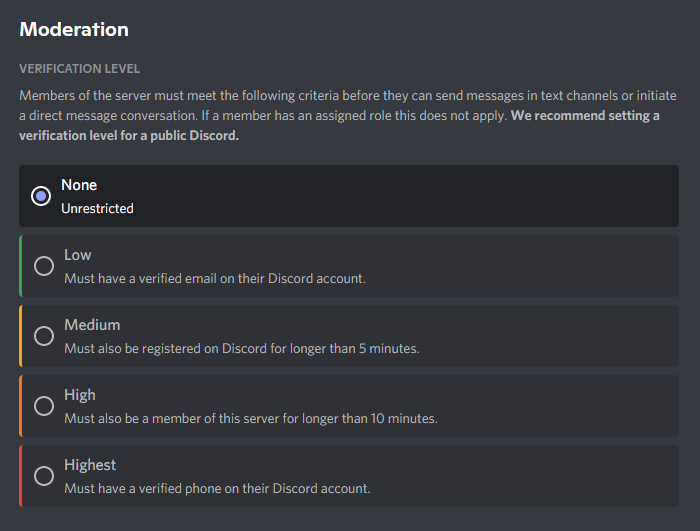 Moderation
VERIFICATION LEVEL
Members of the server must meet the following criteria before they can send messages in text channels or initiate
a direct message conversation. If a member has an assigned role this does not apply. We recommend setting a
verification level for a public Discord.
None
Unrestricted
Low
Must have a verified email on their Discord account.
Medium
Must also be registered on Discord for longer than 5 minutes.
High
Must also be a member of this server for longer than 10 minutes.
Highest
Must have a verified phone on their Discord account.